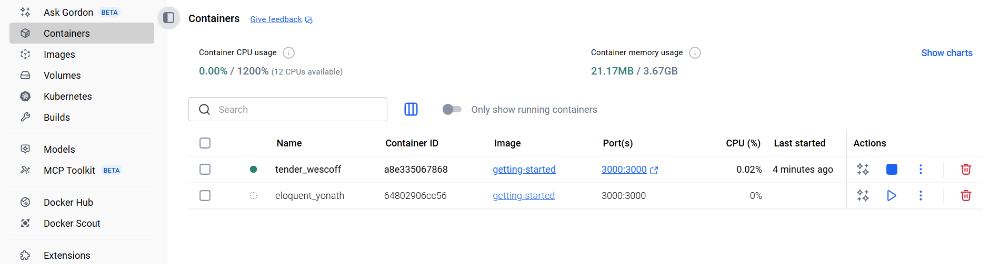 Ask Gordon BETA
Containers
Images
Volumes
Kubernetes
Builds
Models
MCP Toolkit BETA
Docker Hub
Docker Scout
Extensions
Containers Give feedback
Container CPU usage
0.00% / 1200% (12 CPUs available)
Container memory usage
21.17MB / 3.67GB
Show charts
Search
Only show running containers
Name Container ID Image Port(s) CPU (%) Last started Actions
tender_wescoff a8e335067868 getting-started 3000:3000 0.02% 4 minutes ago
eloquent_yonath 64802906cc56 getting-started 3000:3000 0%